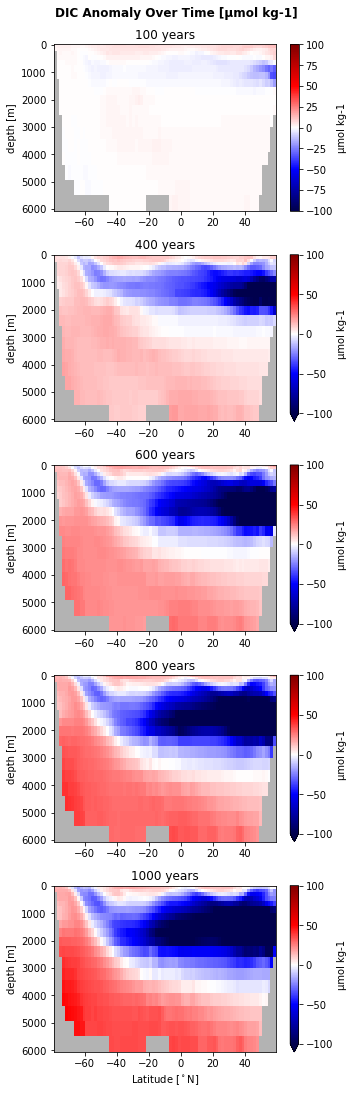 DIC Anomaly Over Time [μmol kg-1]
100 years
0
1000
2000
3000
4000
5000
6000
depth [m]
−60 −40 −20 0 20 40
100
75
50
25
0
−25
−50
−75
−100
μmol kg-1
400 years
0
1000
2000
3000
4000
5000
6000
depth [m]
−60 −40 −20 0 20 40
100
50
0
−50
−100
μmol kg-1
600 years
0
1000
2000
3000
4000
5000
6000
depth [m]
−60 −40 −20 0 20 40
100
50
0
−50
−100
μmol kg-1
800 years
0
1000
2000
3000
4000
5000
6000
depth [m]
−60 −40 −20 0 20 40
100
50
0
−50
−100
μmol kg-1
1000 years
0
1000
2000
3000
4000
5000
6000
depth [m]
−60 −40 −20 0 20 40
Latitude [∘N]
100
50
0
−50
−100
μmol kg-1